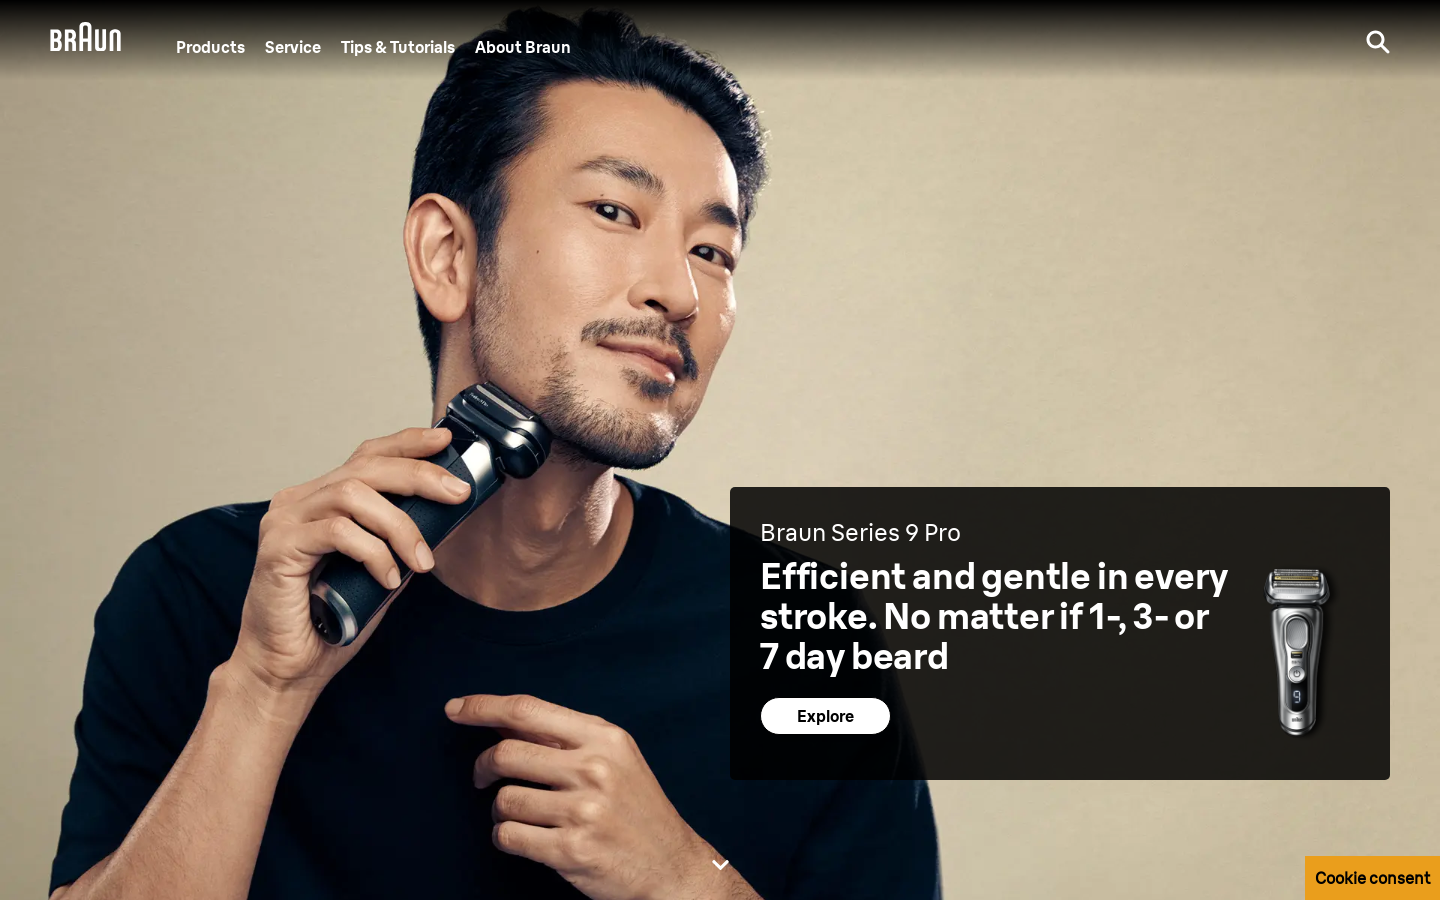 BRAUN
Products
Service
Tips & Tutorials
About Braun
Braun Series 9 Pro
Efficient and gentle in every
stroke. No matter if 1-, 3- or
7 day beard
Explore
Cookie consent